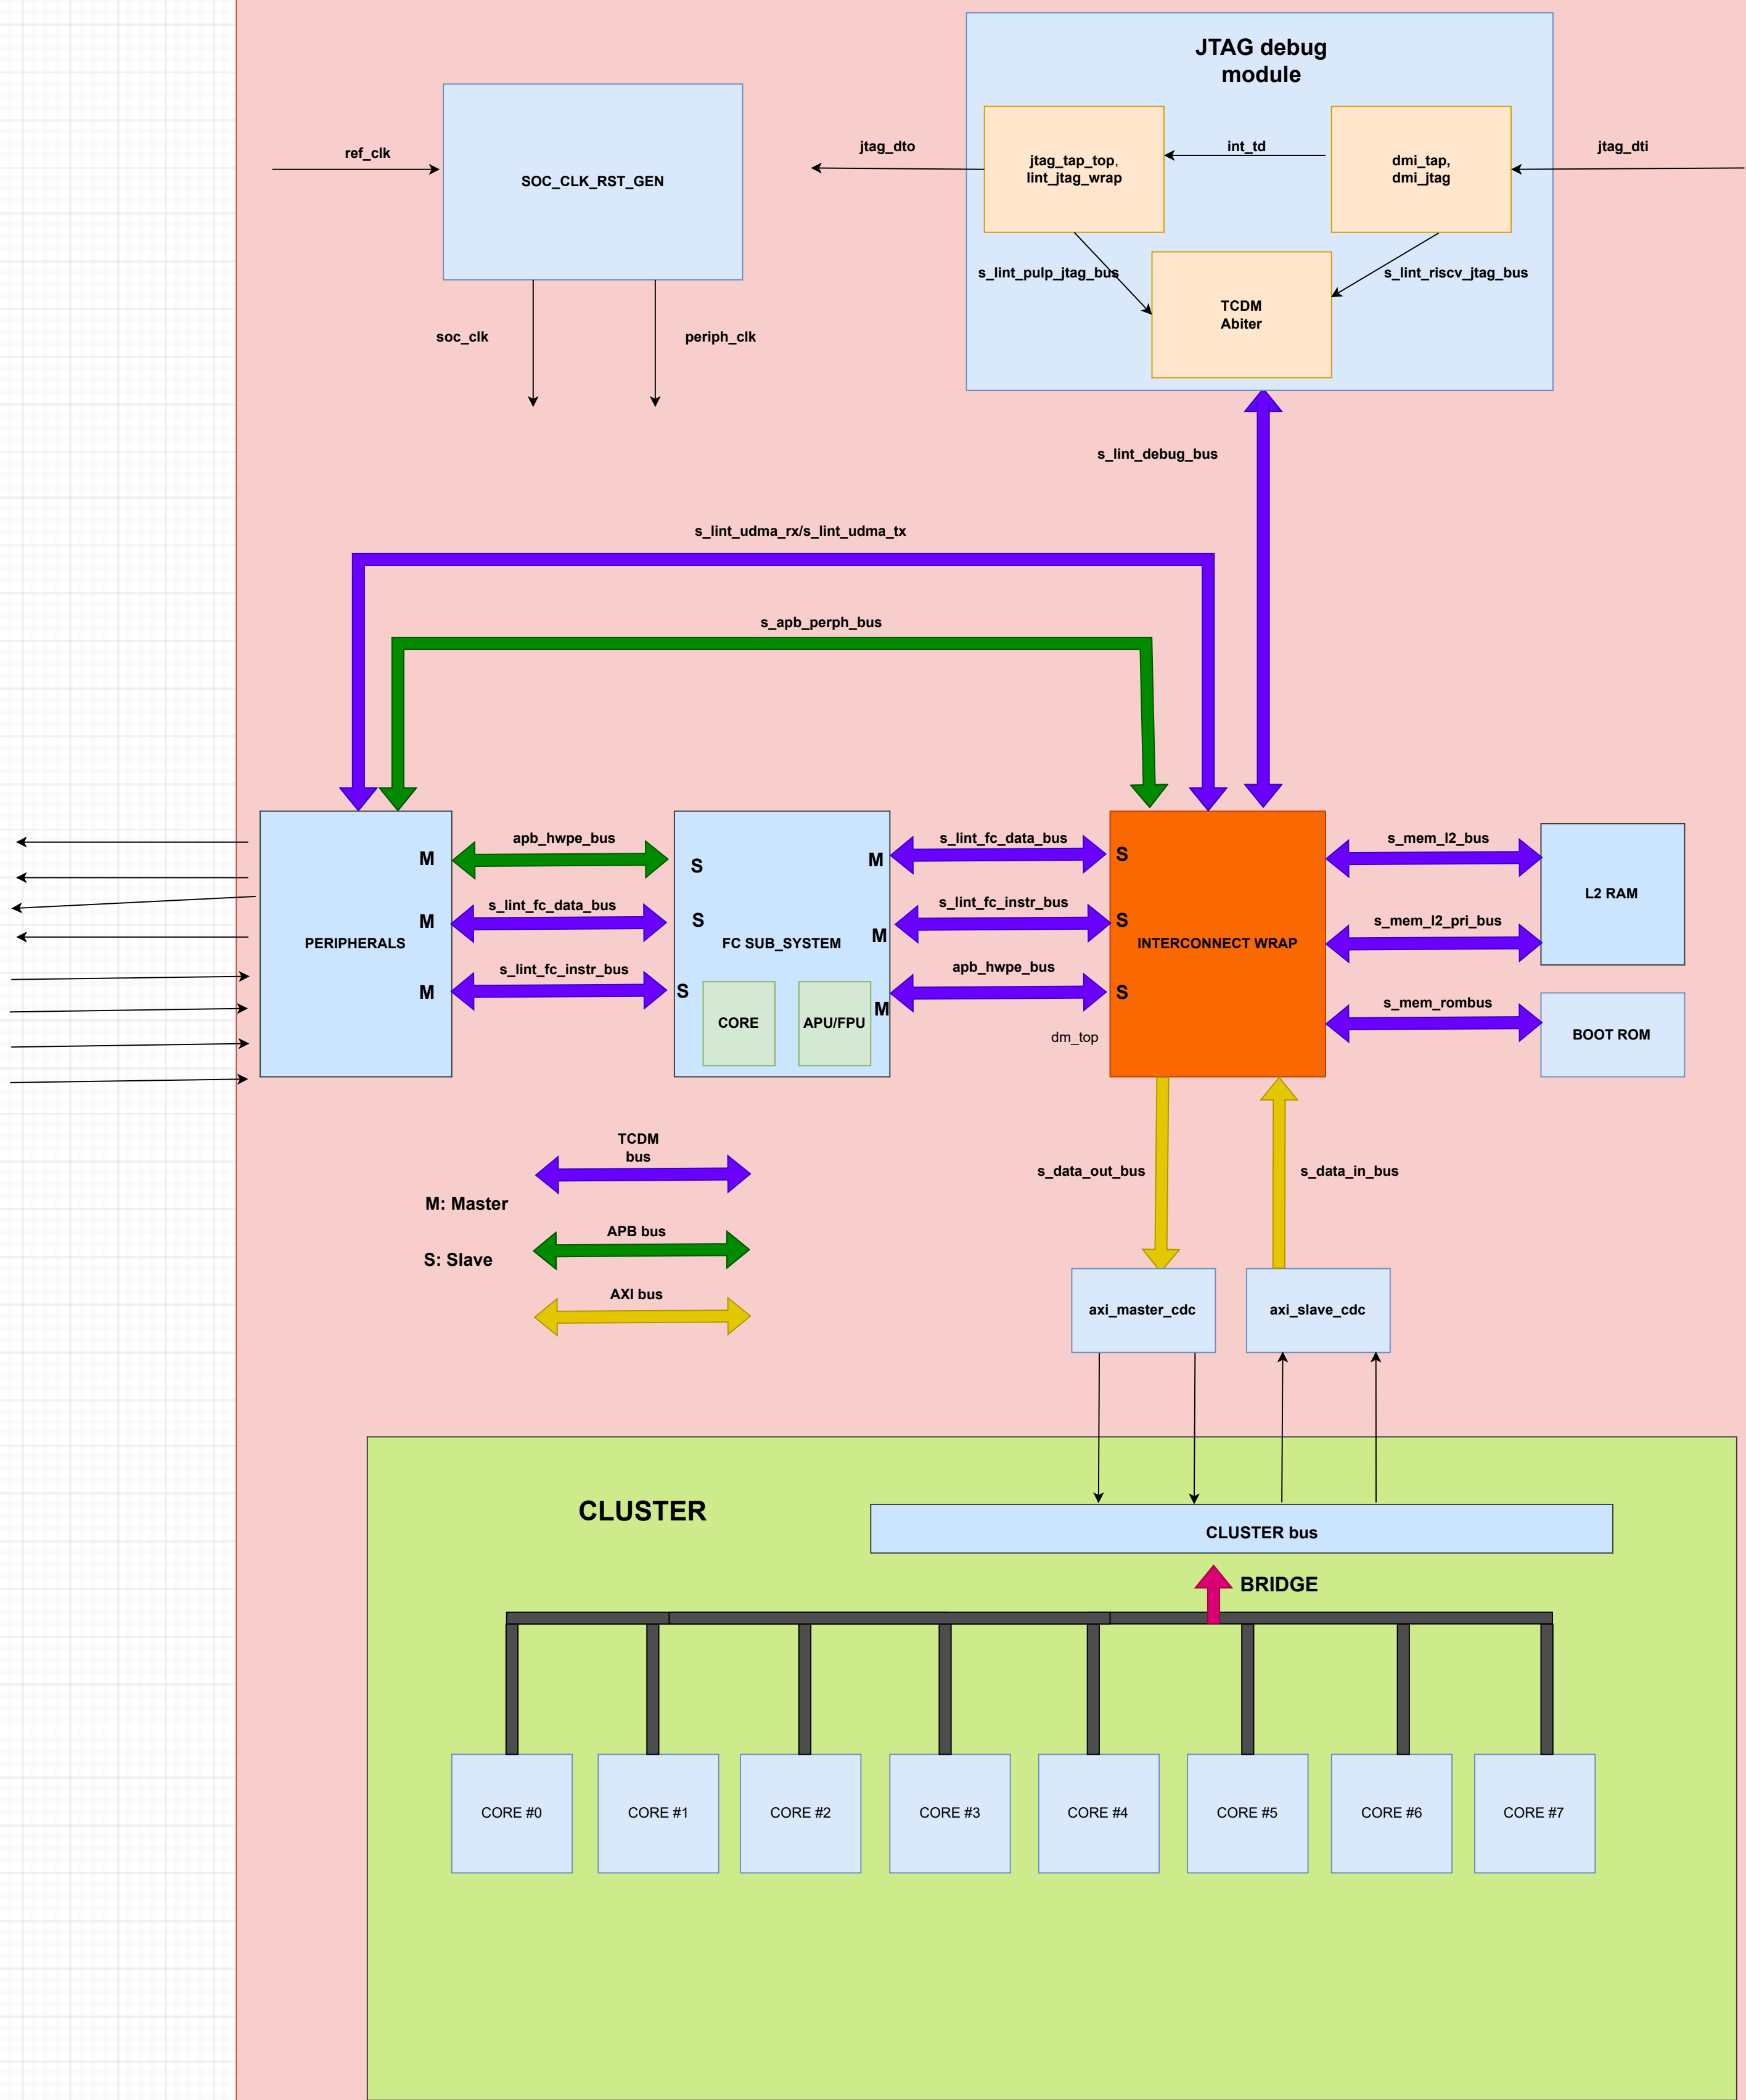 JTAG debug
module
ref_clk
SOC_CLK_RST_GEN
jtag_dto
jtag_tap_top,
lint_jtag_wrap
int_td
dmi_tap,
dmi_jtag
jtag_dti
s_lint_pulp_jtag_bus
s_lint_riscv_jtag_bus
TCDM
Abiter
soc_clk
periph_clk
s_lint_debug_bus
s_lint_udma_rx/s_lint_udma_tx
s_apb_perph_bus
PERIPHERALS
M
M
M
apb_hwpe_bus
s_lint_fc_data_bus
s_lint_fc_instr_bus
S
S
S
FC SUB_SYSTEM
CORE
APU/FPU
M
M
M
s_lint_fc_data_bus
s_lint_fc_instr_bus
apb_hwpe_bus
dm_top
S
S
S
INTERCONNECT WRAP
s_mem_l2_bus
s_mem_l2_pri_bus
s_mem_rombus
L2 RAM
BOOT ROM
TCDM
bus
M: Master
APB bus
S: Slave
AXI bus
s_data_out_bus
s_data_in_bus
axi_master_cdc
axi_slave_cdc
CLUSTER
CLUSTER bus
BRIDGE
CORE #0
CORE #1
CORE #2
CORE #3
CORE #4
CORE #5
CORE #6
CORE #7